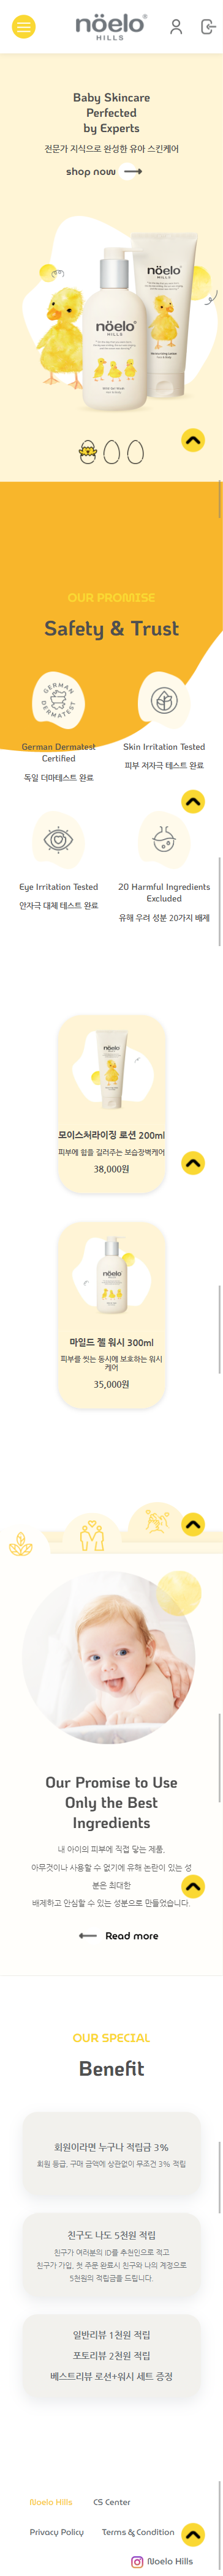 nöelo
HILLS
Baby Skincare
Perfected
by Experts
전문가 지식으로 완성한 유아 스킨케어
shop now
nöelo
HILLS
nöelo
HILLS
OUR PROMISE
Safety & Trust
GERMAN
DERMATEST
German Dermatest
Certified
독일 더마테스트 완료
Skin Irritation Tested
피부 저자극 테스트 완료
Eye Irritation Tested
안자극 대체 테스트 완료
20 Harmful Ingredients
Excluded
유해 우려 성분 20가지 배제
nöelo
모이스처라이징 로션 200ml
피부에 힘을 길러주는 보습장벽케어
38,000원
nöelo
마일드 젤 워시 300ml
피부를 씻는 동시에 보호하는 워시
케어
35,000원
Our Promise to Use
Only the Best
Ingredients
내 아이의 피부에 직접 닿는 제품,
아무것이나 사용할 수 없기에 유해 논란이 있는 성
분은 최대한
배제하고 안심할 수 있는 성분으로 만들었습니다.
Read more
OUR SPECIAL
Benefit
회원이라면 누구나 적립금 3%
회원 등급, 구매 금액에 상관없이 무조건 3% 적립
친구도 나도 5천원 적립
친구가 여러분의 ID를 추천인으로 적고
친구가 가입, 첫 주문 완료시 친구와 나의 계정으로
5천원의 적립금을 드립니다.
일반리뷰 1천원 적립
포토리뷰 2천원 적립
베스트리뷰 로션+워시 세트 증정
Noelo Hills
CS Center
Privacy Policy
Terms & Condition
Noelo Hills